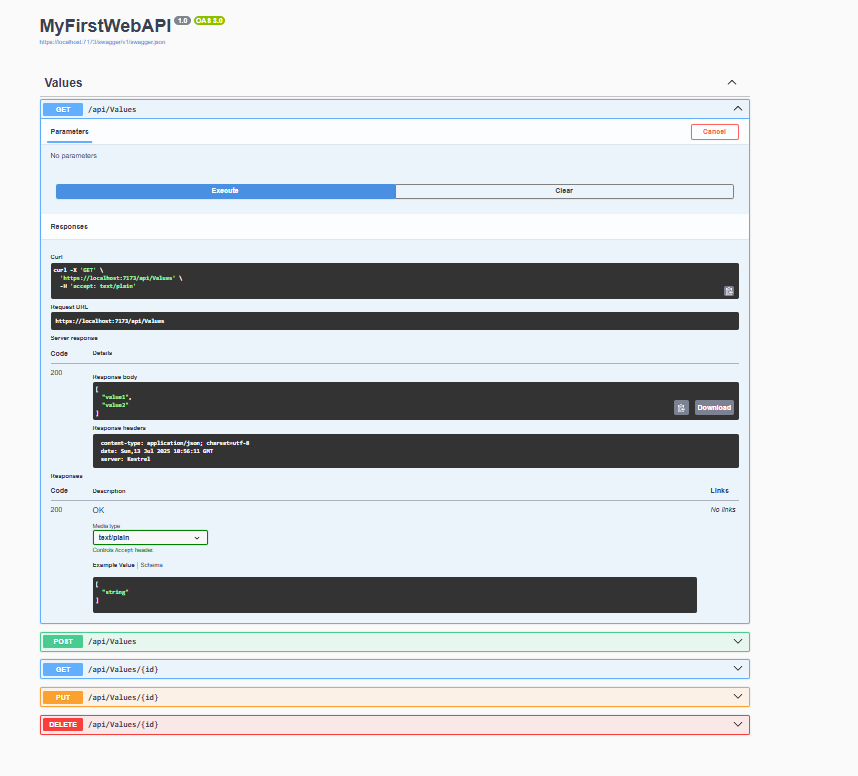 MyFirstWebAPI 1.0 OAS 3.0
https://localhost:7173/swagger/v1/swagger.json
Values
GET /api/Values
Parameters Cancel
No parameters
Execute Clear
Responses
Curl
curl -X 'GET' \
'https://localhost:7173/api/Values' \
-H 'accept: text/plain'
Request URL
https://localhost:7173/api/Values
Server response
Code Details
200
Response body
[
"value1",
"value2"
]
Download
Response headers
content-type: application/json; charset=utf-8
date: Sun,13 Jul 2025 10:56:11 GMT
server: Kestrel
Responses
Code Description Links
200 OK No links
Media type
text/plain
Controls Accept header.
Example Value | Schema
[
"string"
]
POST /api/Values
GET /api/Values/{id}
PUT /api/Values/{id}
DELETE /api/Values/{id}